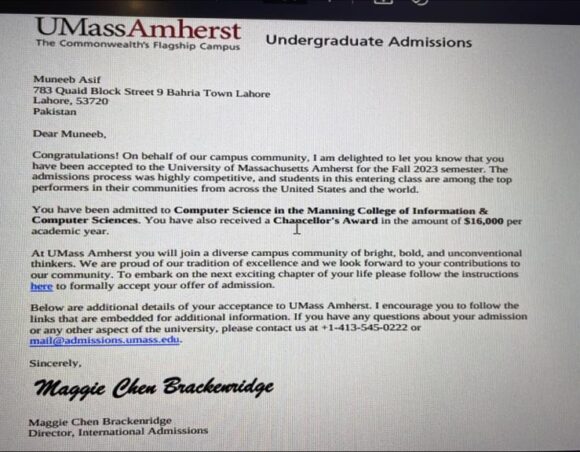 UMassAmherst
The Commonwealth's Flagship Campus
Undergraduate Admissions
Muneeb Asif
783 Quaid Block Street 9 Bahria Town Lahore
Lahore, 53720
Pakistan
Dear Muneeb,
Congratulations! On behalf of our campus community, I am delighted to let you know that you
have been accepted to the University of Massachusetts Amherst for the Fall 2023 semester. The
admissions process was highly competitive, and students in this entering class are among the top
performers in their communities from across the United States and the world.
You have been admitted to Computer Science in the Manning College of Information &
Computer Sciences. You have also received a Chancellor's Award in the amount of $16,000 per
academic year.
At UMass Amherst you will join a diverse campus community of bright, bold, and unconventional
thinkers. We are proud of our tradition of excellence and we look forward to your contributions to
our community. To embark on the next exciting chapter of your life please follow the instructions
here to formally accept your offer of admission.
Below are additional details of your acceptance to UMass Amherst. I encourage you to follow the
links that are embedded for additional information. If you have any questions about your admission
or any other aspect of the university, please contact us at +1-413-545-0222 or
mail@admissions.umass.edu.
Sincerely,
Maggie Chen Brackenridge
Maggie Chen Brackenridge
Director, International Admissions